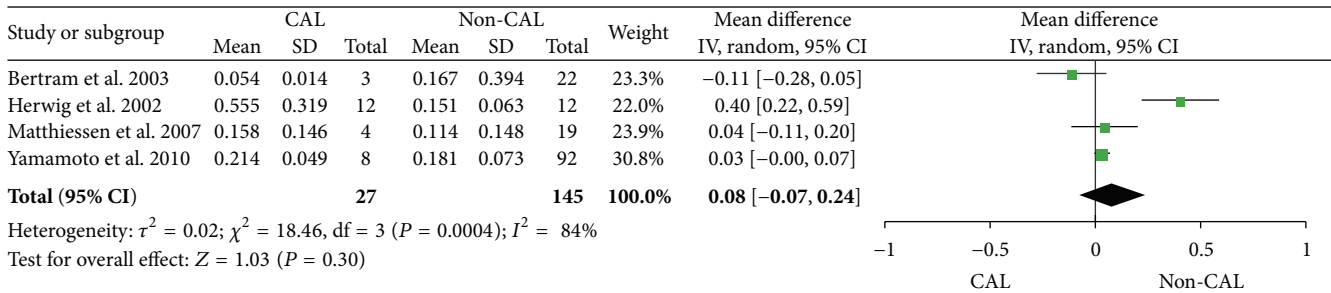 Study or subgroup CAL Non-CAL Weight Mean difference Mean difference
Mean SD Total Mean SD Total IV, random, 95% CI IV, random, 95% CI
Bertram et al. 2003 0.054 0.014 3 0.167 0.394 22 23.3% −0.11 [−0.28, 0.05]
Herwig et al. 2002 0.555 0.319 12 0.151 0.063 12 22.0% 0.40 [0.22, 0.59]
Matthiessen et al. 2007 0.158 0.146 4 0.114 0.148 19 23.9% 0.04 [−0.11, 0.20]
Yamamoto et al. 2010 0.214 0.049 8 0.181 0.073 92 30.8% 0.03 [−0.00, 0.07]
Total (95% CI) 27 145 100.0% 0.08 [−0.07, 0.24]
Heterogeneity: τ² = 0.02; χ² = 18.46, df = 3 (P = 0.0004); I² = 84%
Test for overall effect: Z = 1.03 (P = 0.30)
−1 −0.5 0 0.5 1
CAL Non-CAL